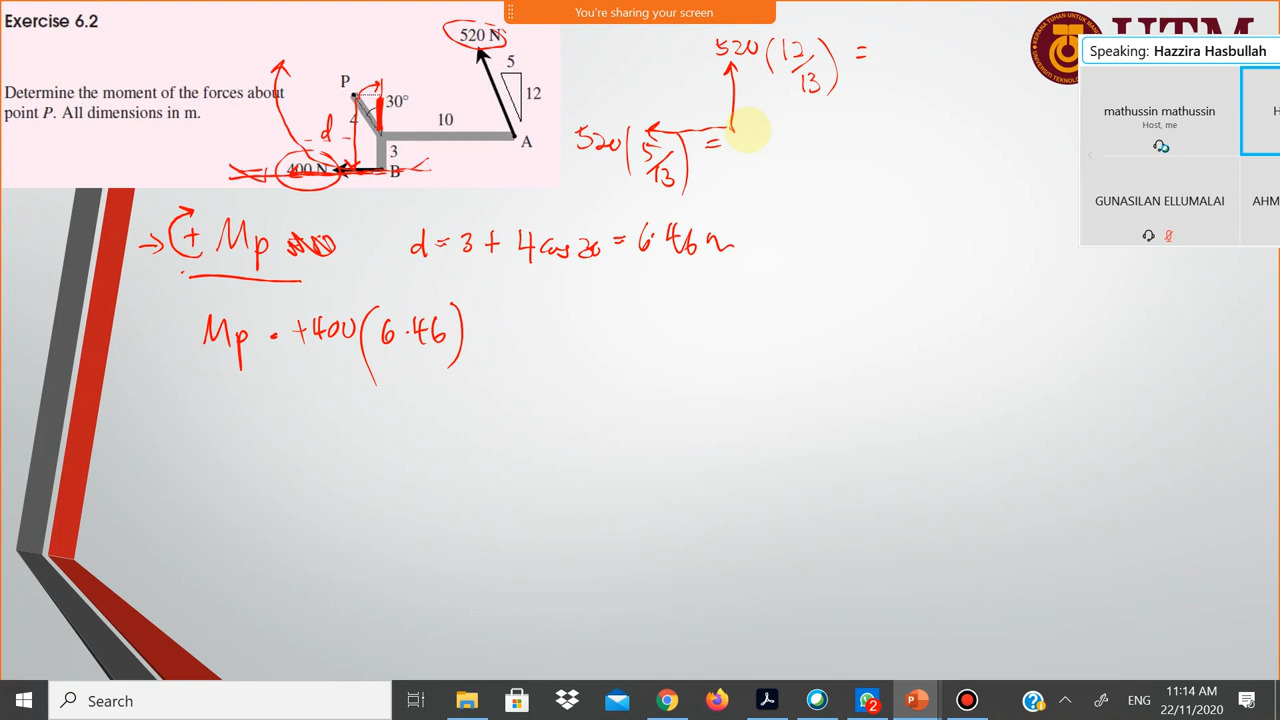 You're sharing your screen
Exercise 6.2
Determine the moment of the forces about
point P. All dimensions in m.
520 N
5
12
P
30°
4
10
A
3
d
400 N
B
520 (12/13) =
520 (5/13) =
UTM
Speaking: Hazzira Hasbullah
mathussin mathussin
Host, me
H
GUNASILAN ELLUMALAI
AHM
→ + Mp
d = 3 + 4 cos 30 = 6.46 m
Mp = +400 (6.46)
Search
2
ENG
11:14 AM
22/11/2020